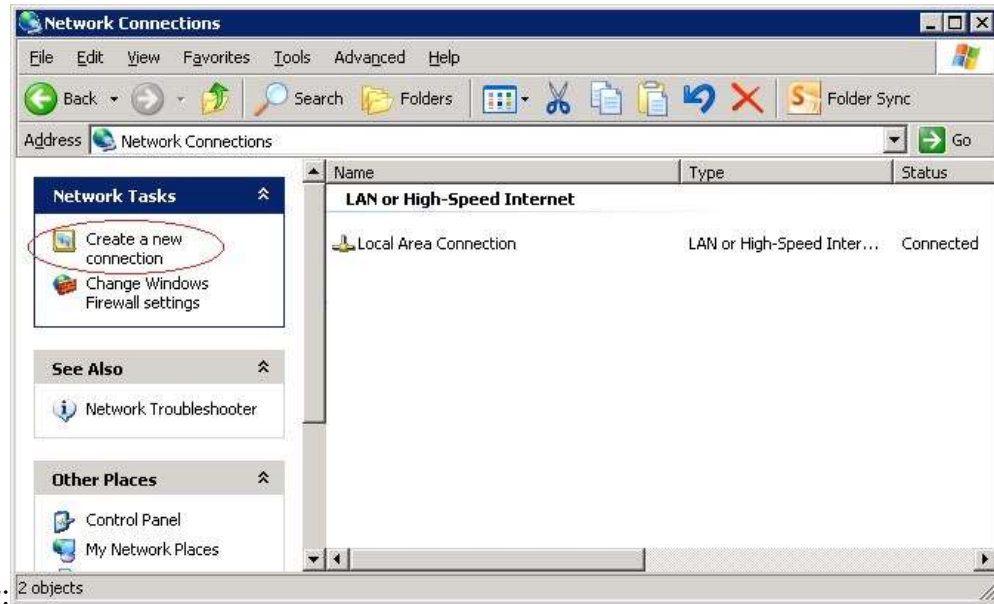 Network Connections
File Edit View Favorites Tools Advanced Help
Back Search Folders Folder Sync
Address Network Connections Go
Name Type Status
Network Tasks
LAN or High-Speed Internet
Create a new
connection
Local Area Connection LAN or High-Speed Inter... Connected
Change Windows
Firewall settings
See Also
Network Troubleshooter
Other Places
Control Panel
My Network Places
: 2 objects